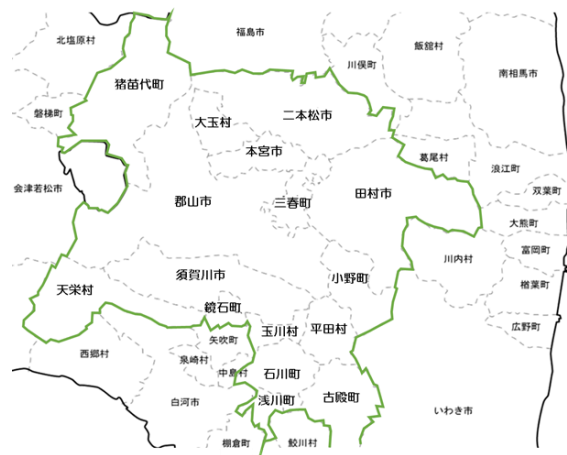 北塩原村
福島市
飯舘村
川俣町
南相馬市
猪苗代町
磐梯町
大玉村
二本松市
本宮市
葛尾村
浪江町
双葉町
会津若松市
郡山市
三春町
田村市
大熊町
富岡町
川内村
須賀川市
小野町
天栄村
楢葉町
鏡石町
玉川村
平田村
広野町
矢吹町
西郷村
泉崎村
中島村
石川町
浅川町
古殿町
白河市
いわき市
棚倉町
鮫川村